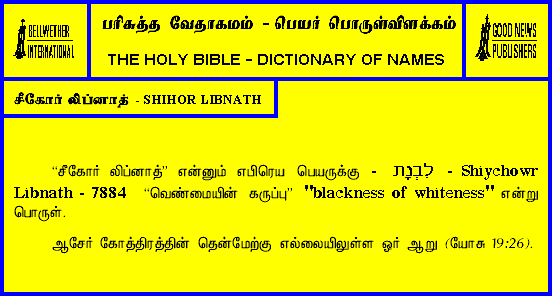 BELLWETHER
INTERNATIONAL
பரிசுத்த வேதாகமம் - பெயர் பொருள்விளக்கம்
THE HOLY BIBLE - DICTIONARY OF NAMES
GOOD NEWS
PUBLISHERS
சீகோர் லிப்னாத் - SHIHOR LIBNATH
“சீகோர் லிப்னாத்” என்னும் எபிரெய பெயருக்கு - לִבְנָת - Shiychowr
Libnath - 7884 “வெண்மையின் கருப்பு” "blackness of whiteness" என்று
பொருள்.
ஆசேர் கோத்திரத்தின் தென்மேற்கு எல்லையிலுள்ள ஓர் ஆறு (யோசு 19:26).